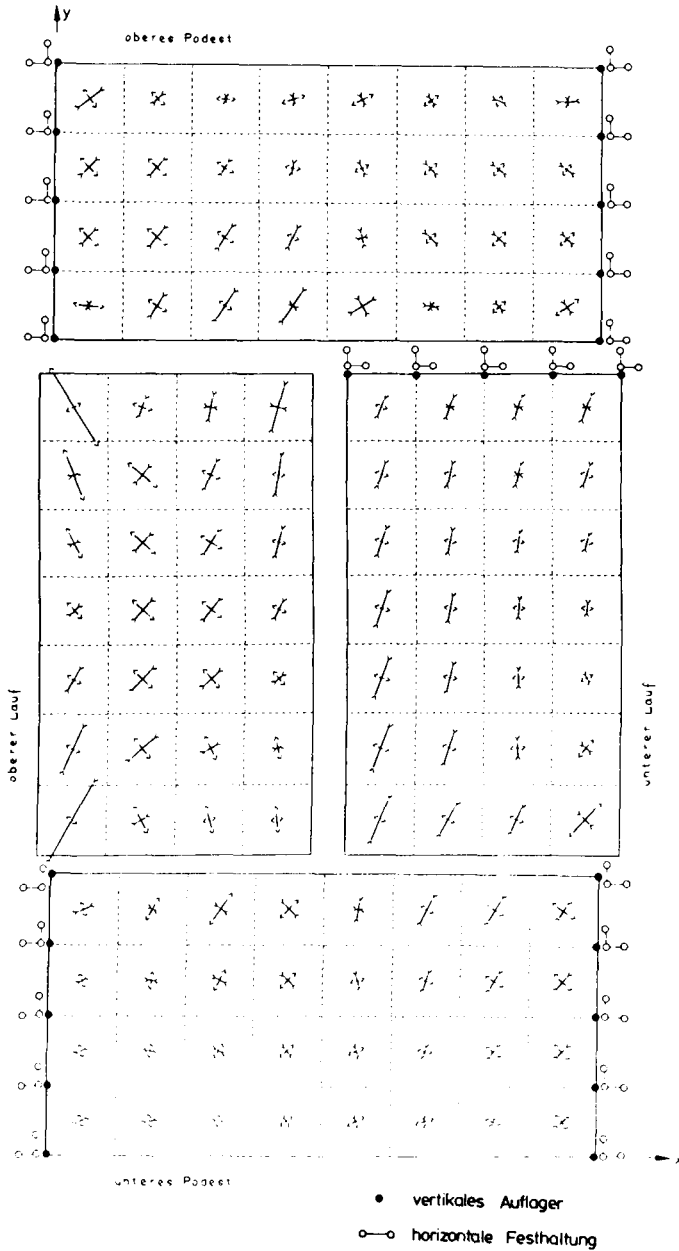 y
oberes Podest
oberer Lauf
unterer Lauf
x
unteres Podest
vertikales Auflager
horizontale Festhaltung